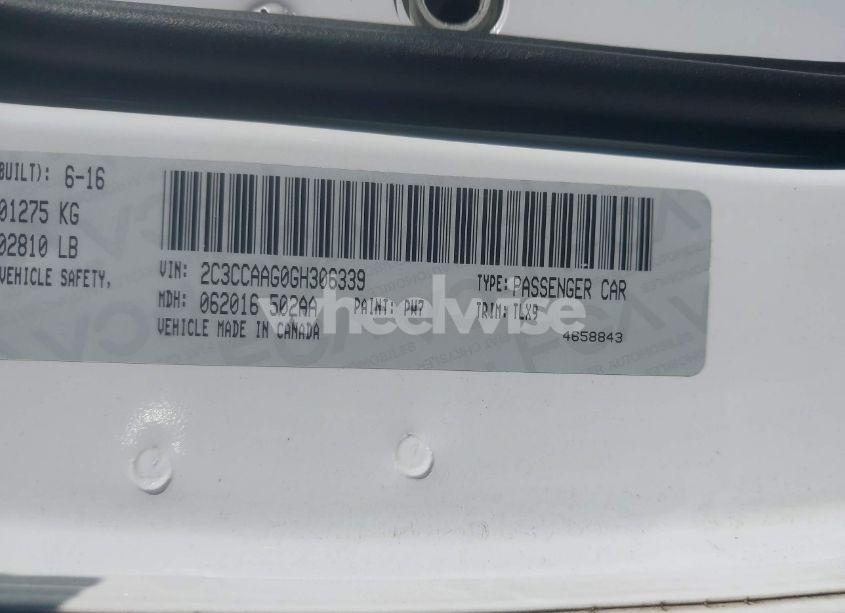 BUILT): 6-16
01275 KG
02810 LB
VEHICLE SAFETY,
VIN: 2C3CCAAG0GH306339 TYPE: PASSENGER CAR
MDH: 062016 502AA PAINT: PW7 TRIM: TLX9
VEHICLE MADE IN CANADA 4658843
wheelwise